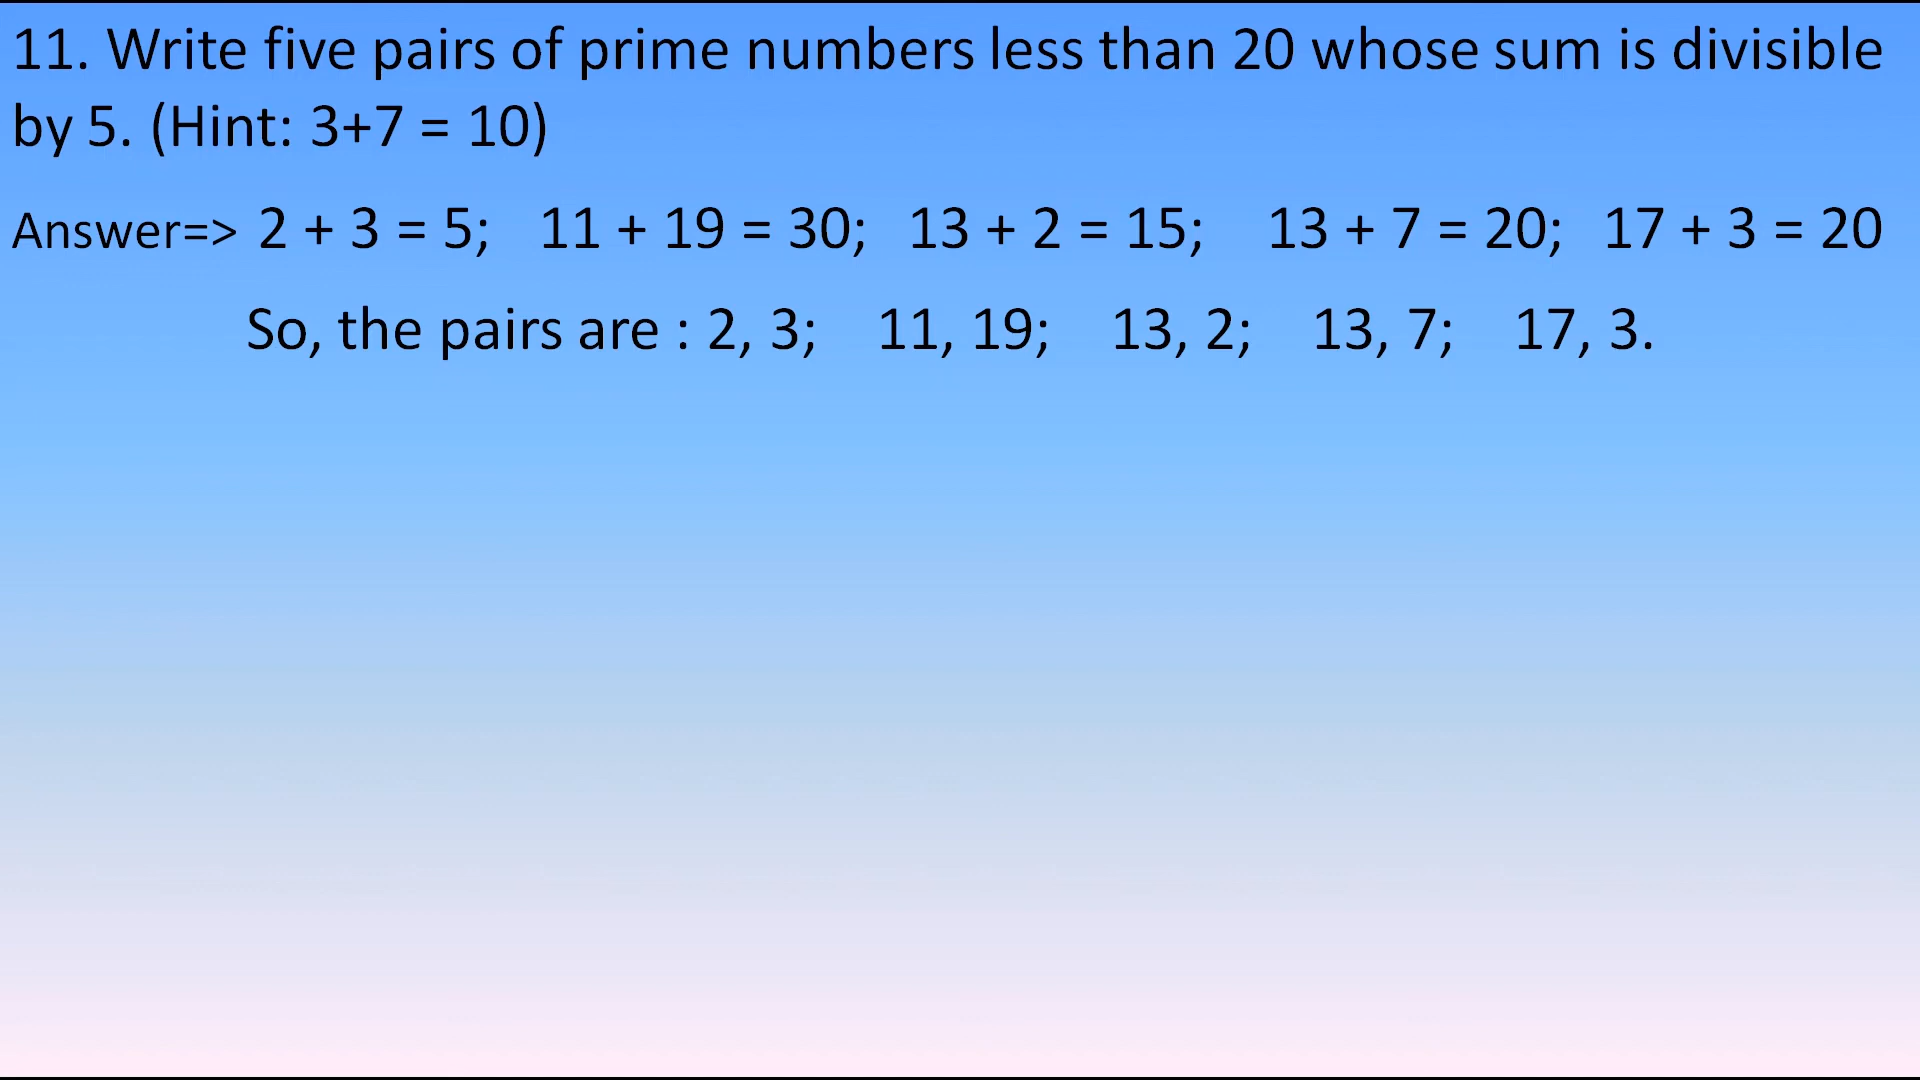 11. Write five pairs of prime numbers less than 20 whose sum is divisible
by 5. (Hint: 3+7 = 10)
Answer=> 2 + 3 = 5; 11 + 19 = 30; 13 + 2 = 15; 13 + 7 = 20; 17 + 3 = 20
So, the pairs are : 2, 3; 11, 19; 13, 2; 13, 7; 17, 3.